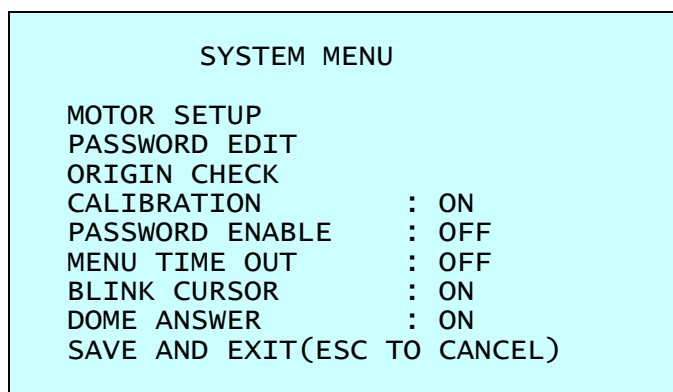 SYSTEM MENU
MOTOR SETUP
PASSWORD EDIT
ORIGIN CHECK
CALIBRATION : ON
PASSWORD ENABLE : OFF
MENU TIME OUT : OFF
BLINK CURSOR : ON
DOME ANSWER : ON
SAVE AND EXIT(ESC TO CANCEL)